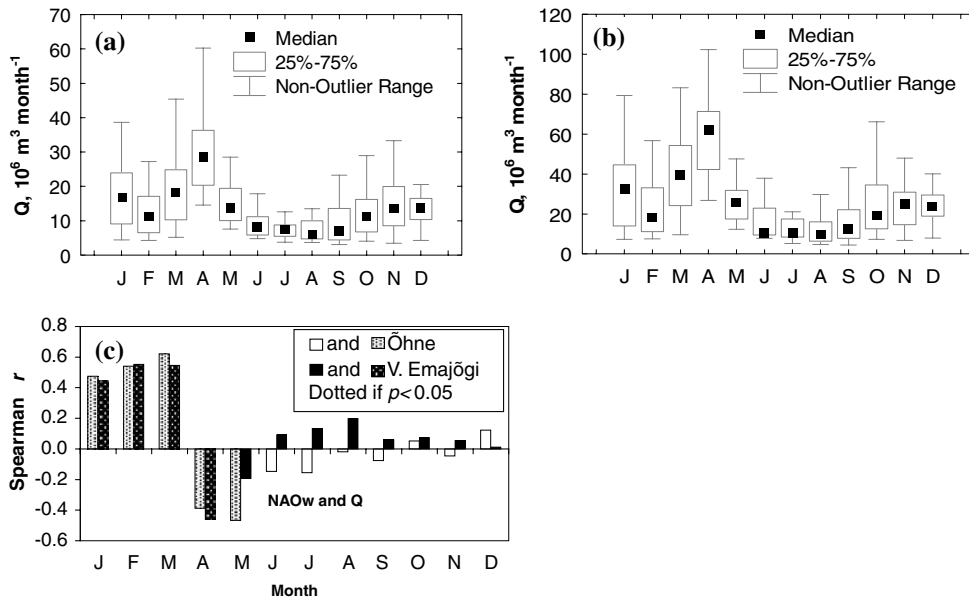 (a)
Median
25%-75%
Non-Outlier Range
Q, 10⁶ m³ month⁻¹
70
60
50
40
30
20
10
0
J F M A M J J A S O N D
(b)
Median
25%-75%
Non-Outlier Range
Q, 10⁶ m³ month⁻¹
120
100
80
60
40
20
0
J F M A M J J A S O N D
(c)
and Õhne
and V. Emajõgi
Dotted if p<0.05
Spearman r
0.8
0.6
0.4
0.2
0.0
-0.2
-0.4
-0.6
NAOw and Q
J F M A M J J A S O N D
Month